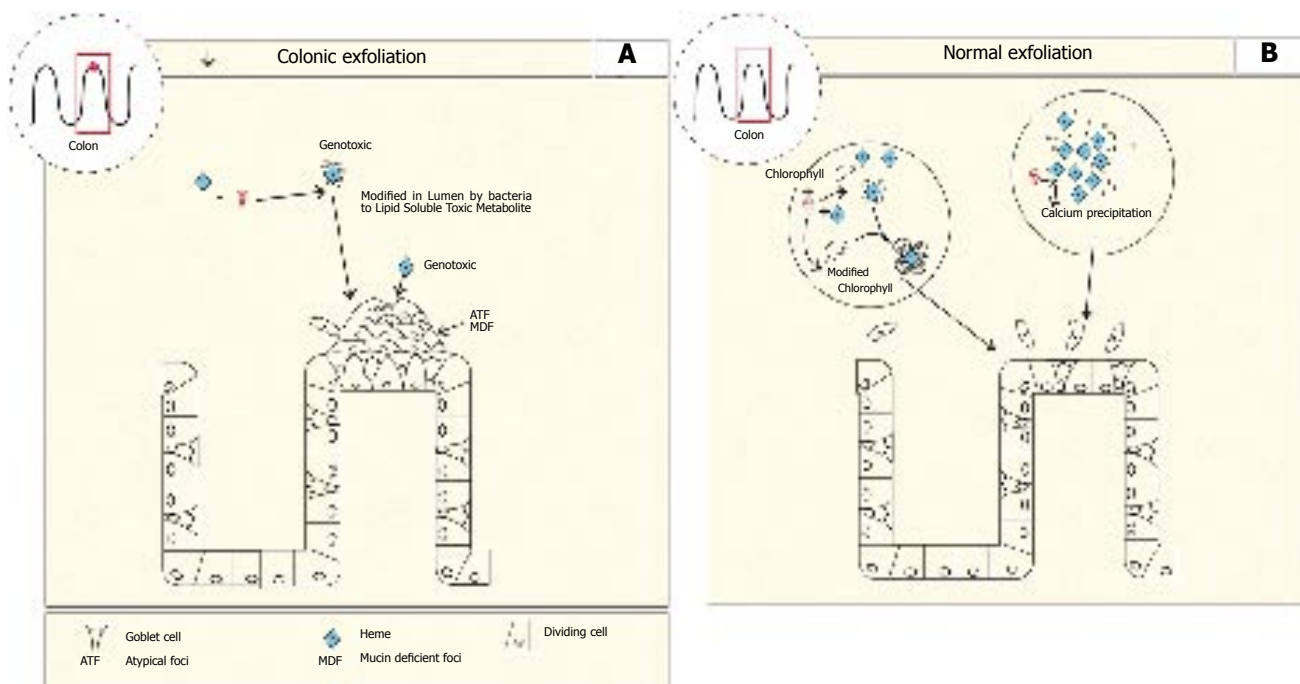 Colonic exfoliation
A
Colon
Genotoxic
Modified in Lumen by bacteria
to Lipid Soluble Toxic Metabolite
Genotoxic
ATF
MDF
Goblet cell
Heme
Dividing cell
ATF
Atypical foci
MDF
Mucin deficient foci
Normal exfoliation
B
Colon
Chlorophyll
Calcium precipitation
Modified
Chlorophyll